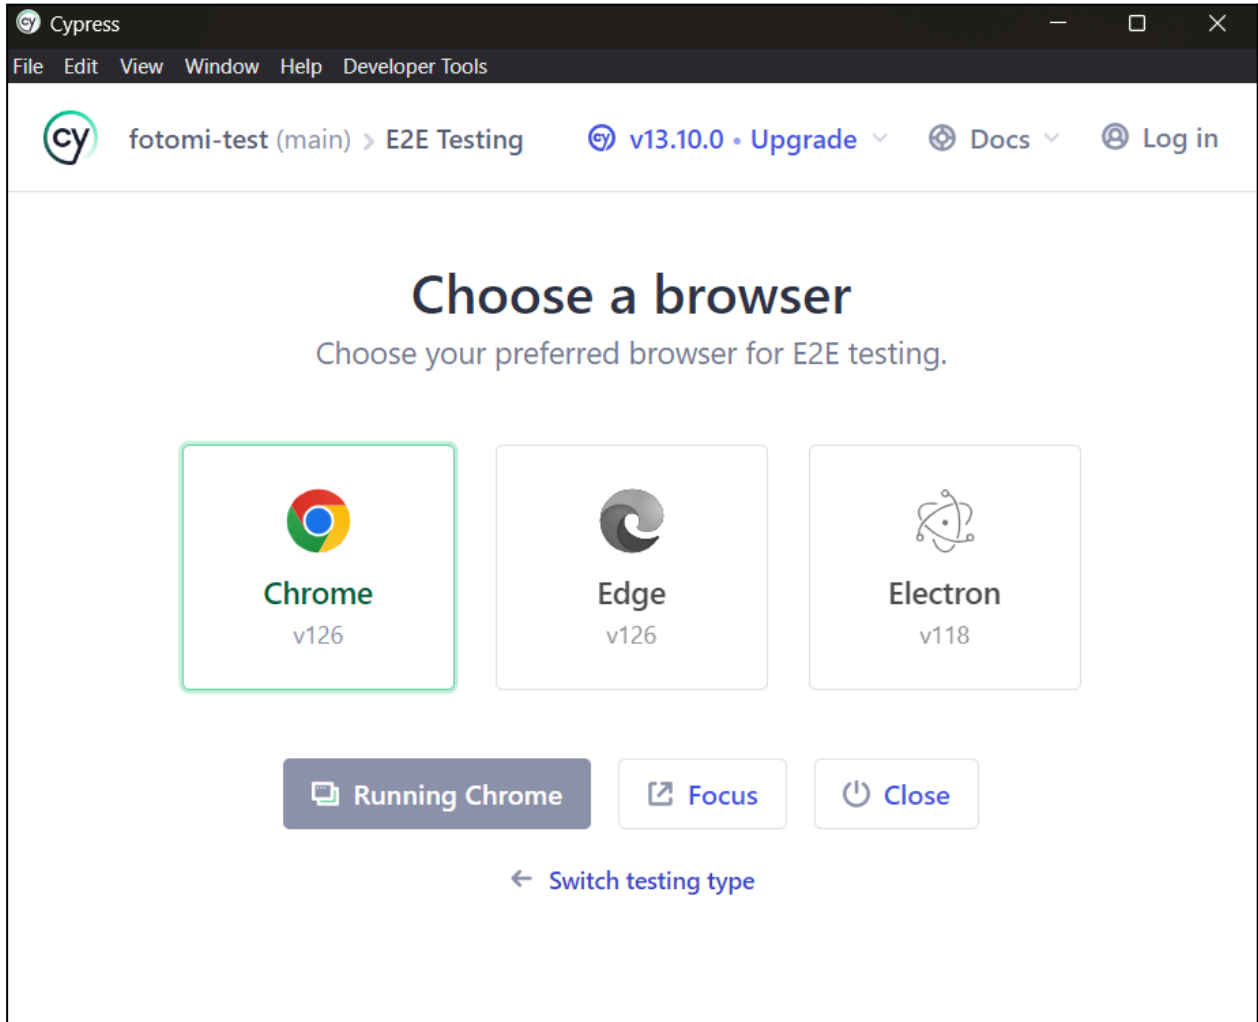 Cypress
File Edit View Window Help Developer Tools
cy fotomi-test (main) > E2E Testing cy v13.10.0 • Upgrade Docs Log in
Choose a browser
Choose your preferred browser for E2E testing.
Chrome Edge Electron
v126 v126 v118
Running Chrome Focus Close
← Switch testing type